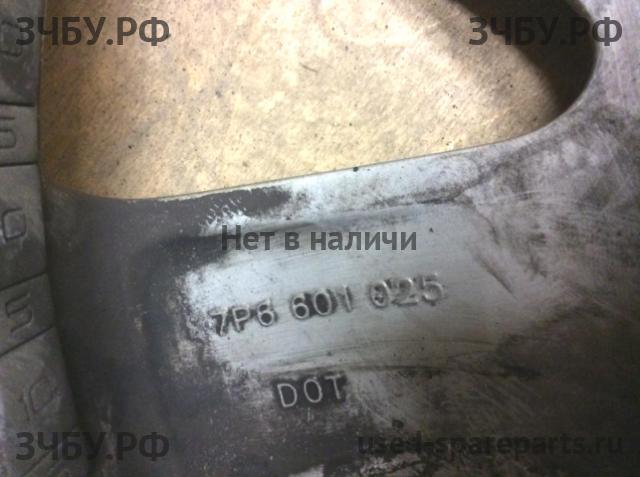 ЗЧБУ.РФ
ЗЧБУ.РФ
Нет в наличи
7P6 601 025
DOT
ЗЧБУ.РФ
used-spareparts.ru